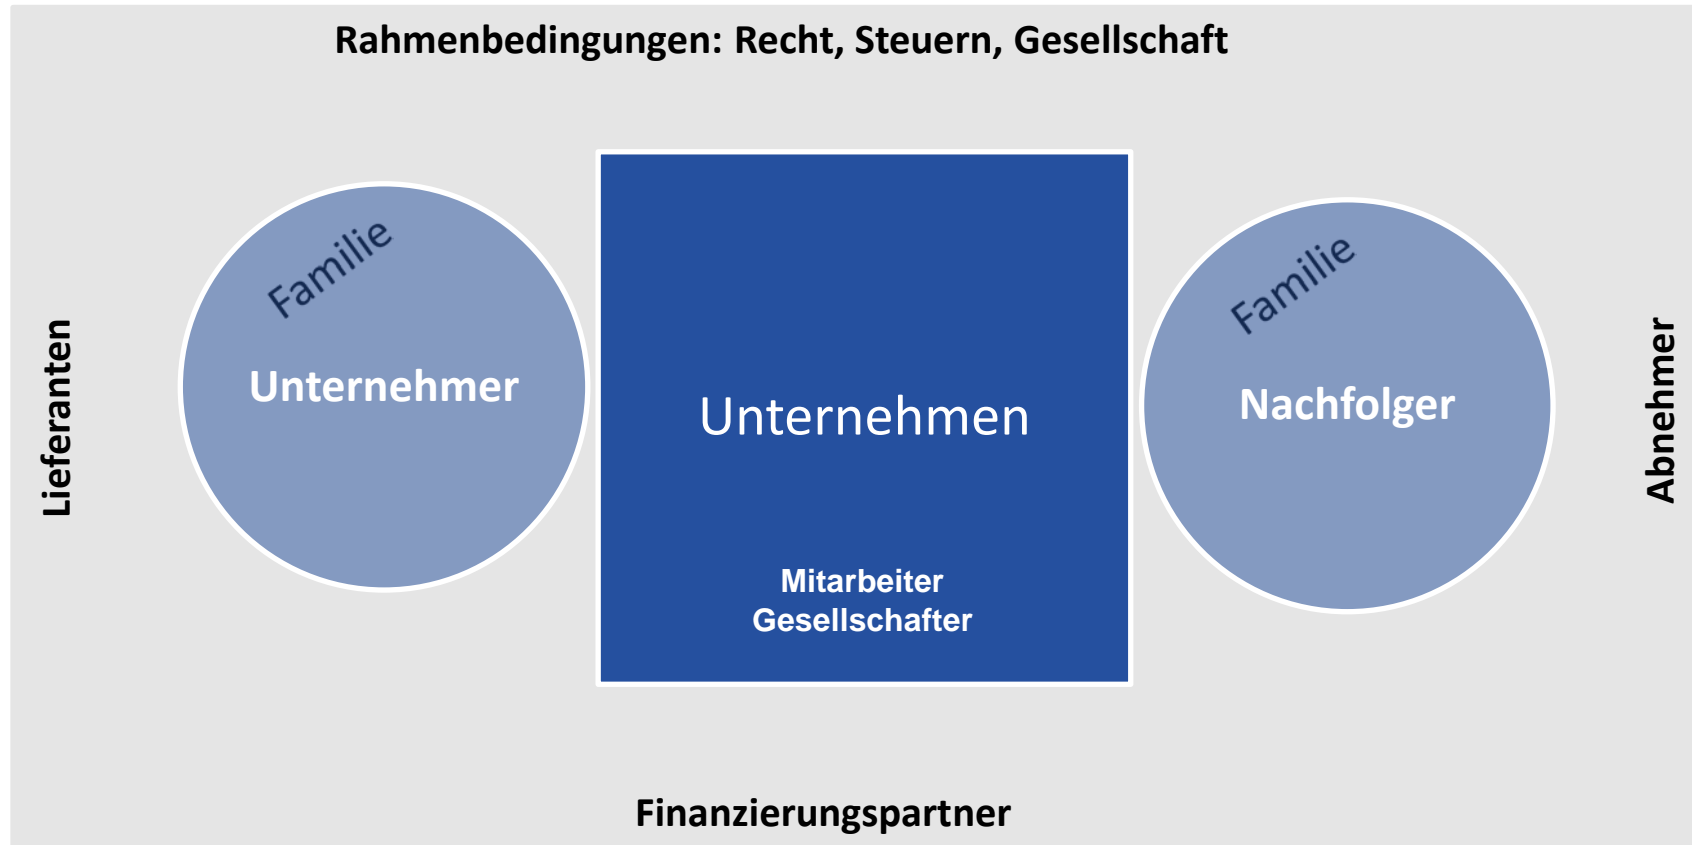 Rahmenbedingungen: Recht, Steuern, Gesellschaft
Familie
Unternehmer
Lieferanten
Unternehmen
Mitarbeiter
Gesellschafter
Familie
Nachfolger
Abnehmer
Finanzierungspartner